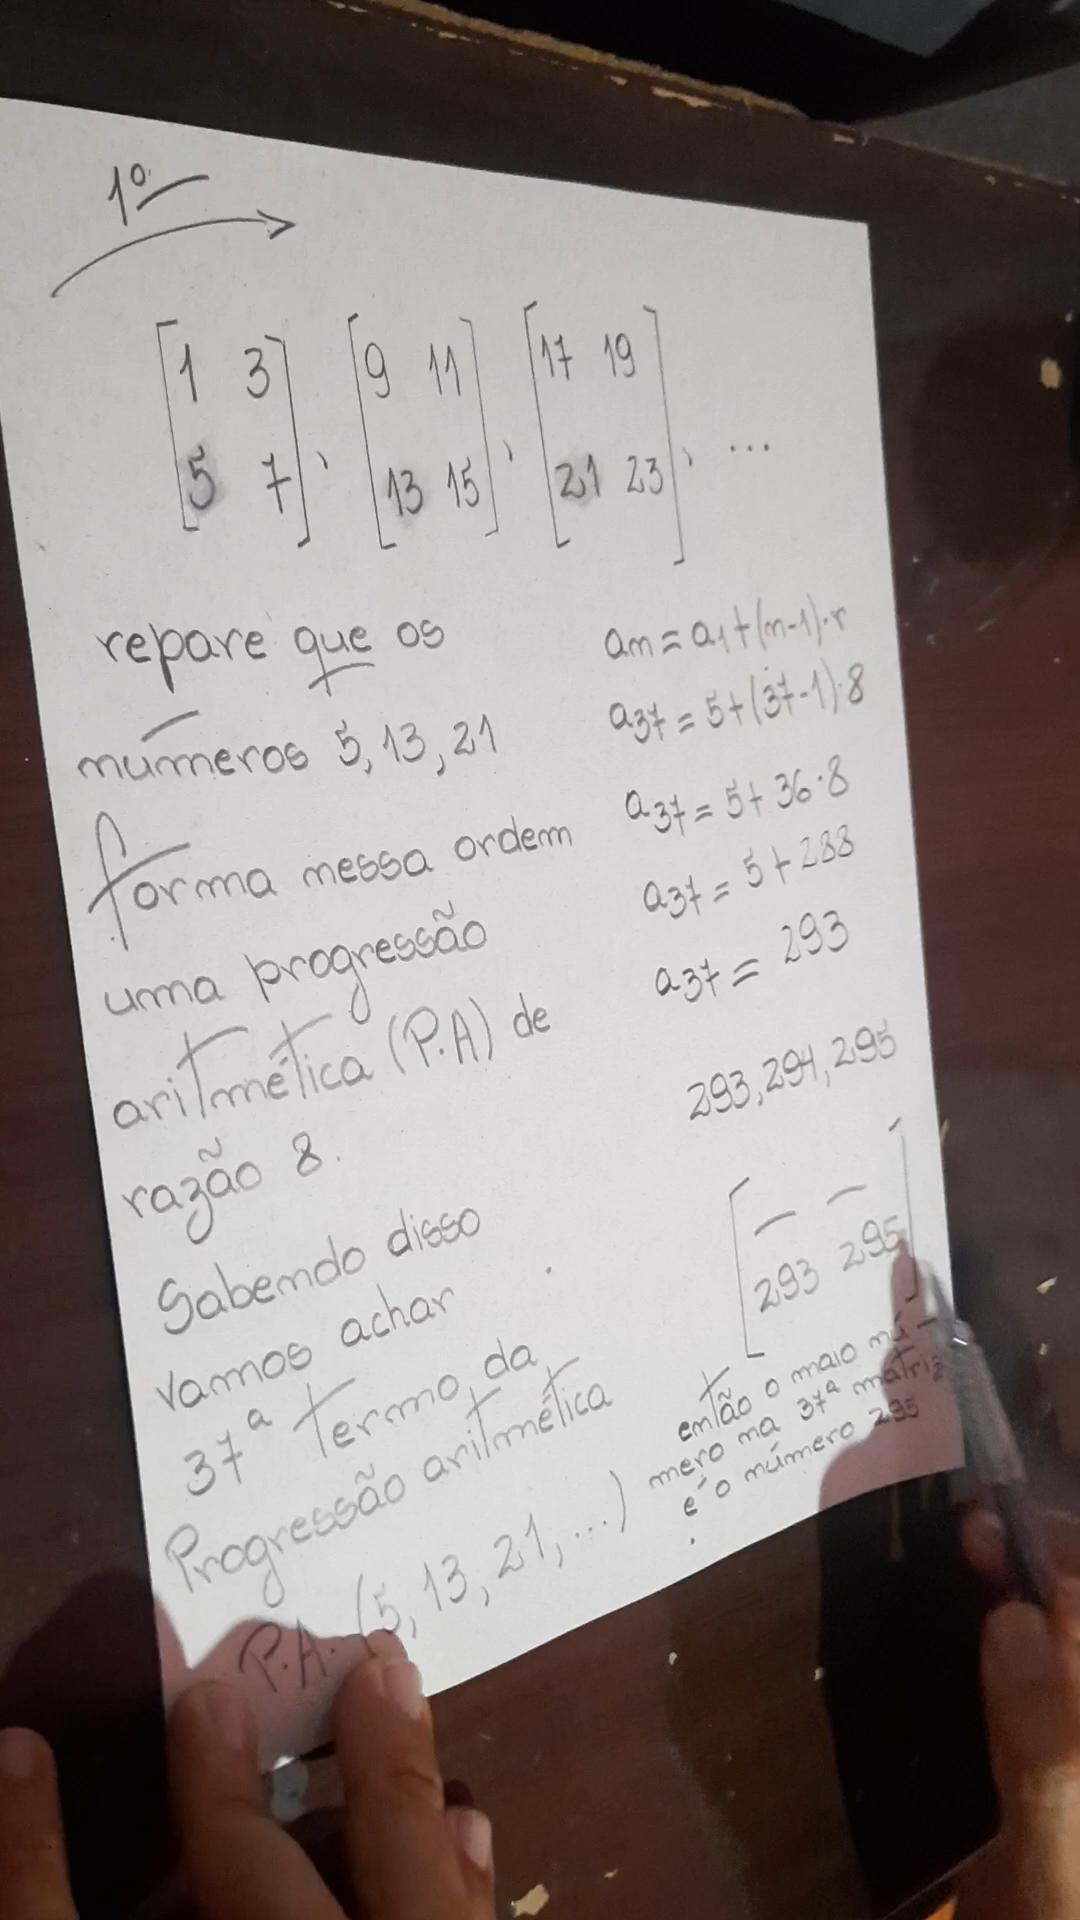 1º
[1 3
5 7], [9 11
13 15], [17 19
21 23], ...
repare que os
números 5, 13, 21
forma nessa ordem
uma progressão
aritmética (P.A) de
razão 8.
Sabendo disso
vamos achar
37ª termo da
Progressão aritmética
P.A. (5, 13, 21, ...)
an = a1 + (n-1)·r
a37 = 5 + (37-1)·8
a37 = 5 + 36·8
a37 = 5 + 288
a37 = 293
293, 294, 295
[— —
293 295]
então o maio nú-
mero na 37ª matriz
é o número 295
.